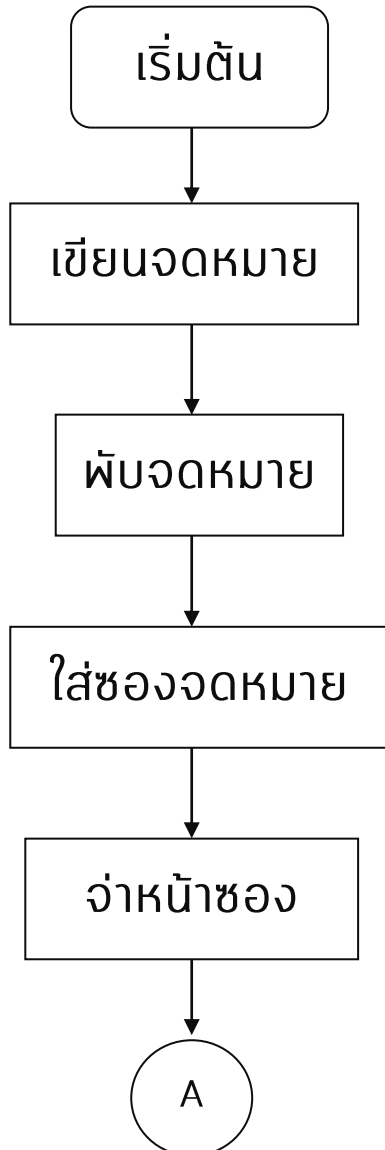 เริ่มต้น
เขียนจดหมาย
พับจดหมาย
ใส่ซองจดหมาย
จ่าหน้าซอง
A